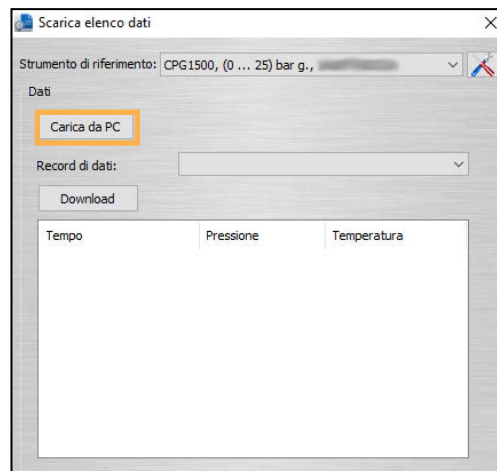 Scarica elenco dati
Strumento di riferimento: CPG1500, (0 ... 25) bar g.,
Dati
Carica da PC
Record di dati:
Download
Tempo Pressione Temperatura